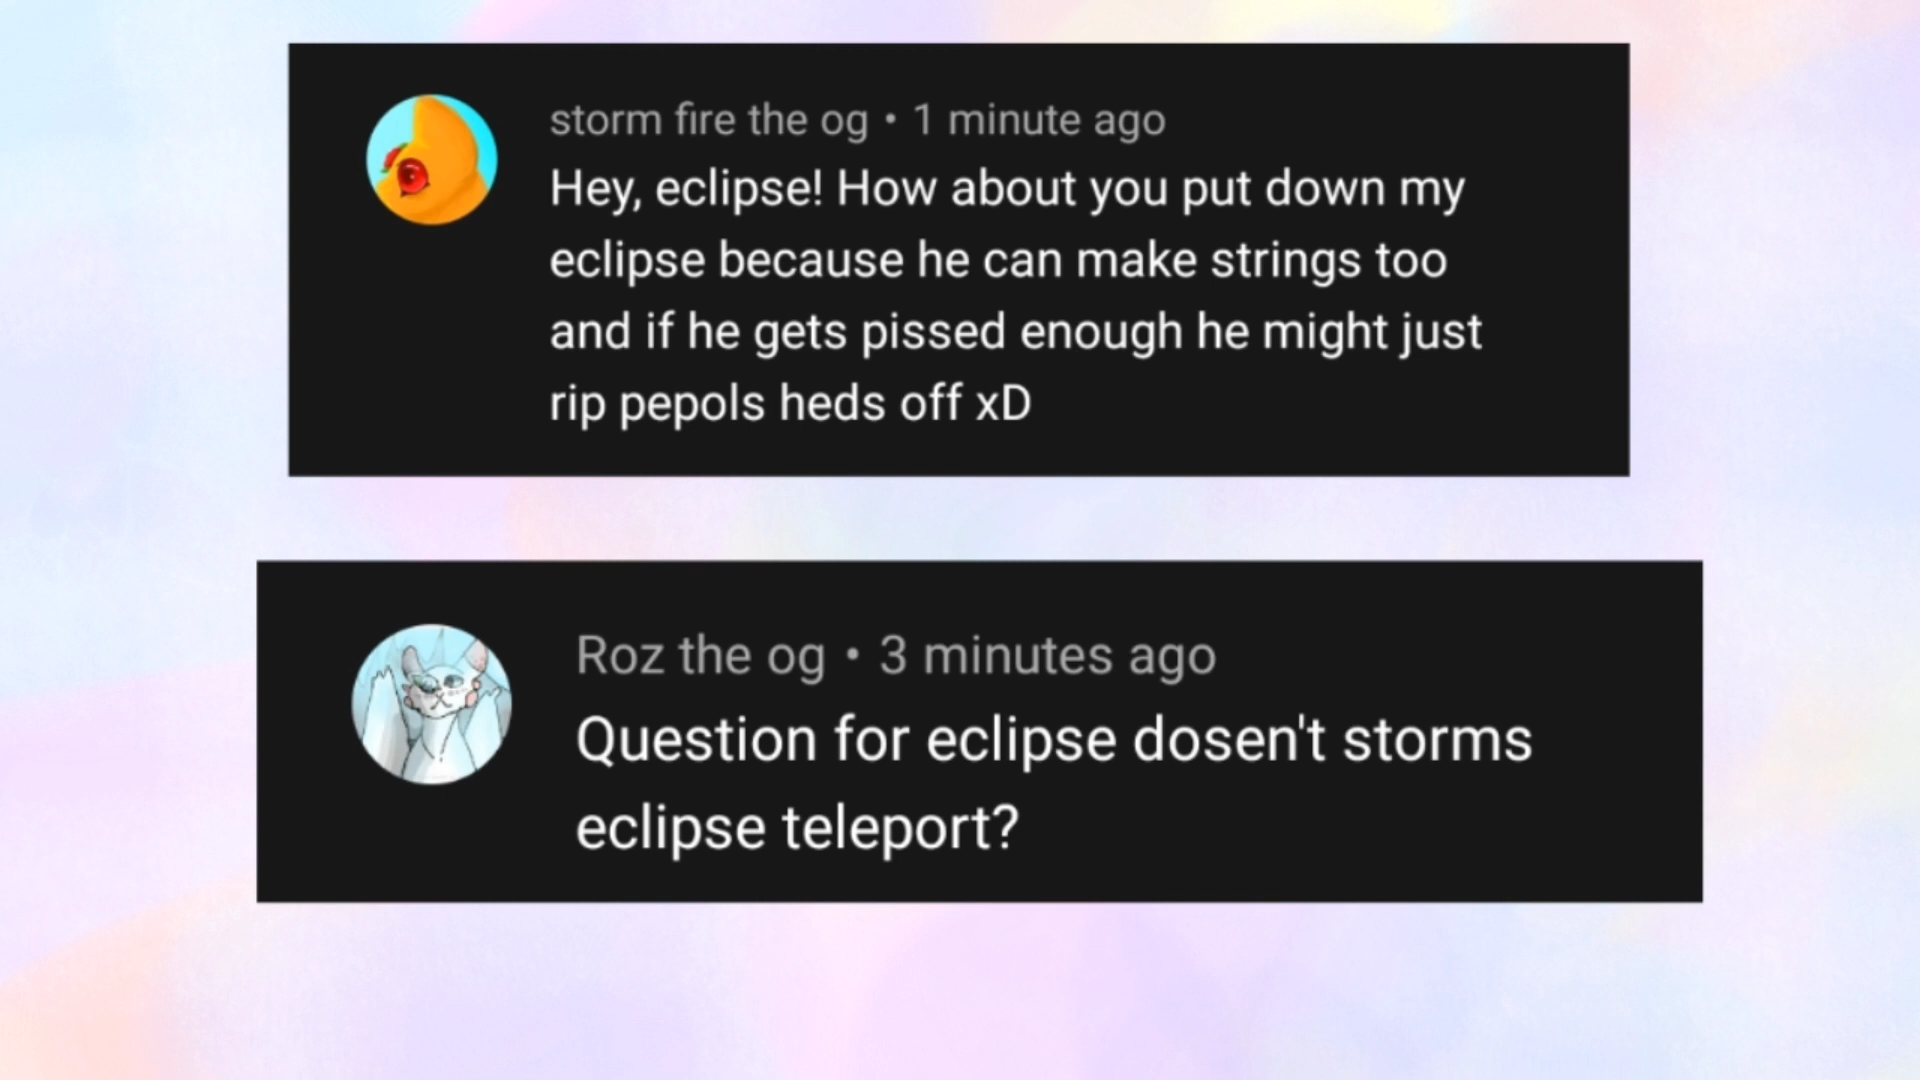 storm fire the og • 1 minute ago
Hey, eclipse! How about you put down my
eclipse because he can make strings too
and if he gets pissed enough he might just
rip pepols heds off xD
Roz the og • 3 minutes ago
Question for eclipse dosen't storms
eclipse teleport?